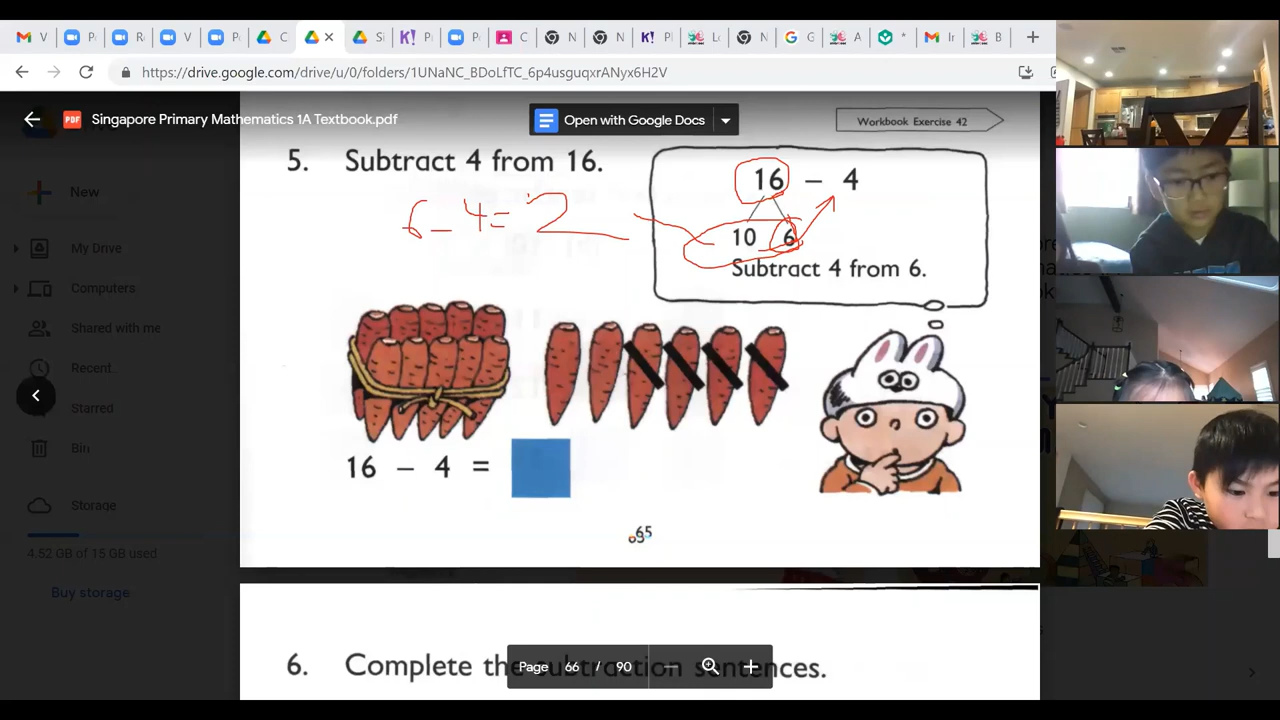 https://drive.google.com/drive/u/0/folders/1UNaNC_BDoLfTC_6p4usguqxrANyx6H2V
PDF Singapore Primary Mathematics 1A Textbook.pdf
Open with Google Docs
Workbook Exercise 42
New
My Drive
Computers
Shared with me
Recent
Starred
Bin
Storage
4.52 GB of 15 GB used
Buy storage
5. Subtract 4 from 16.
6 - 4 = 2
16 – 4
10 6
Subtract 4 from 6.
16 – 4 =
65
6. Complete the subtraction sentences.
Page 66 / 90